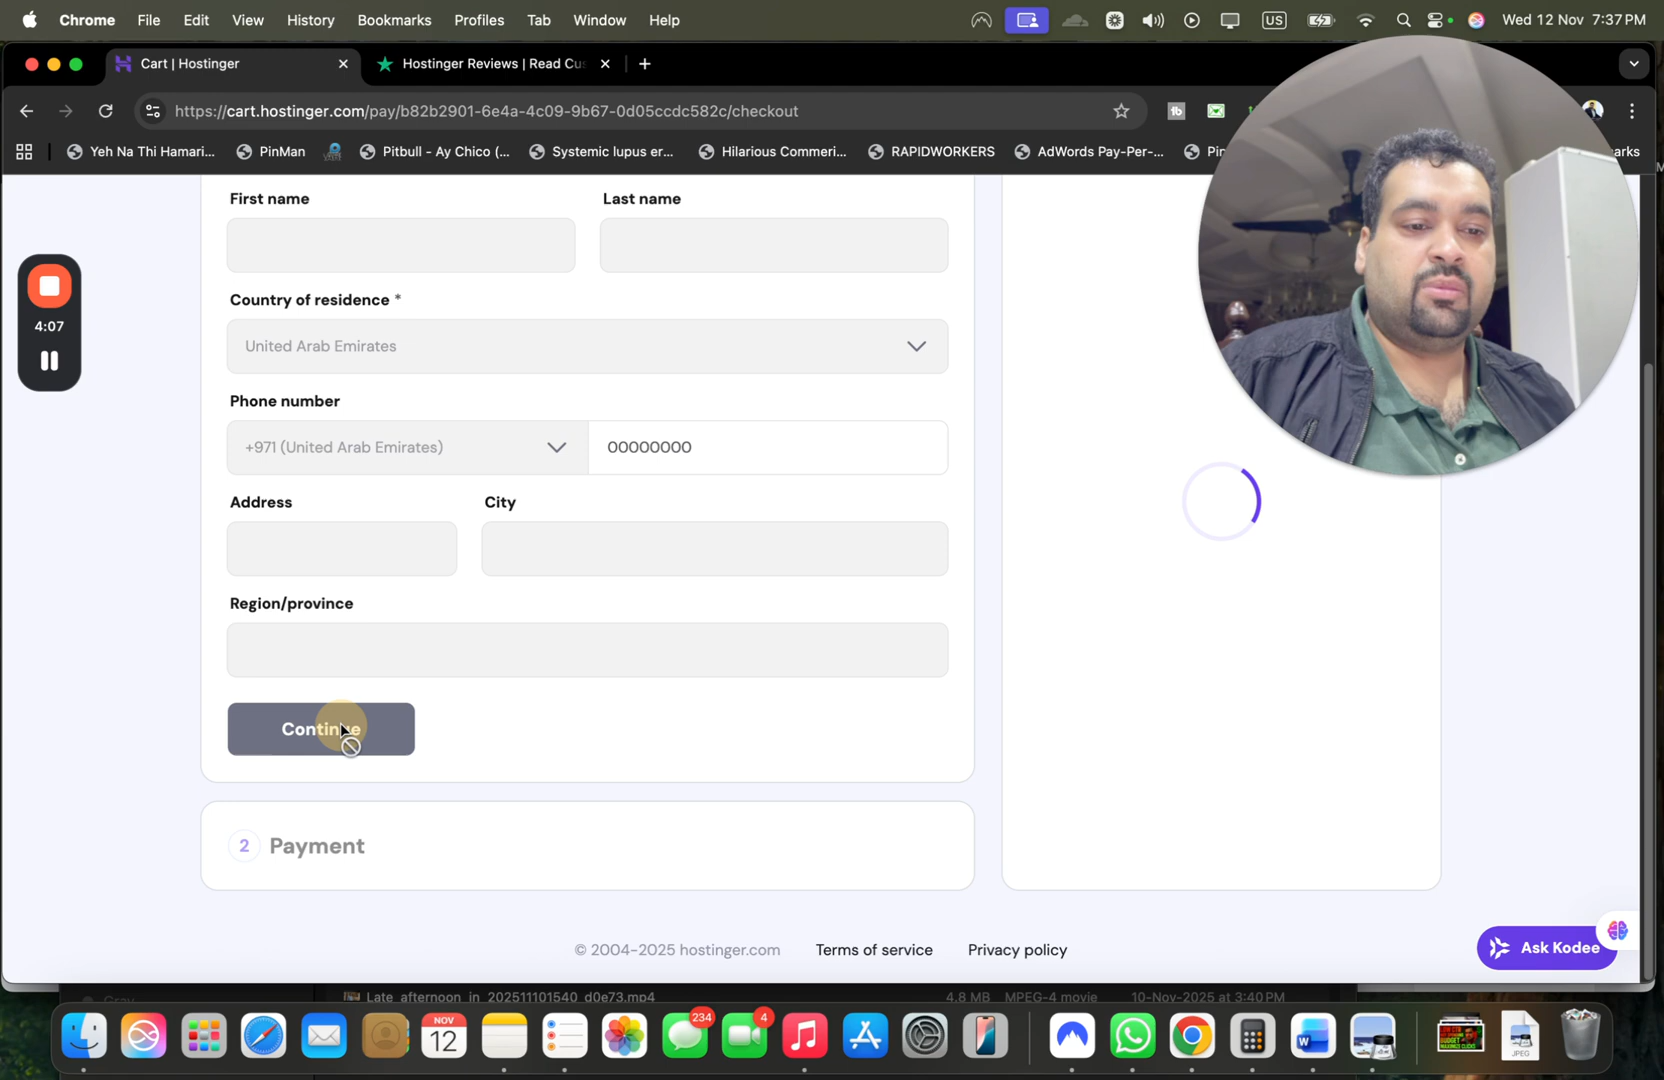 Chrome File Edit View History Bookmarks Profiles Tab Window Help US Wed 12 Nov 7:37 PM
Cart | Hostinger Hostinger Reviews | Read Cu
https://cart.hostinger.com/pay/b82b2901-6e4a-4c09-9b67-0d05ccdc582c/checkout
Yeh Na Thi Hamari... PinMan Pitbull - Ay Chico (... Systemic lupus er... Hilarious Commeri... RAPIDWORKERS AdWords Pay-Per-... arks
First name Last name
Country of residence *
United Arab Emirates
Phone number
+971 (United Arab Emirates) 00000000
Address City
Region/province
Continue
2 Payment
4:07
© 2004-2025 hostinger.com Terms of service Privacy policy
Ask Kodee
Late_afternoon_in_202511101540_d0e73.mp4 4.8 MB MPEG-4 movie 10-Nov-2025 at 3:40 PM
NOV
12
234
4
JPEG